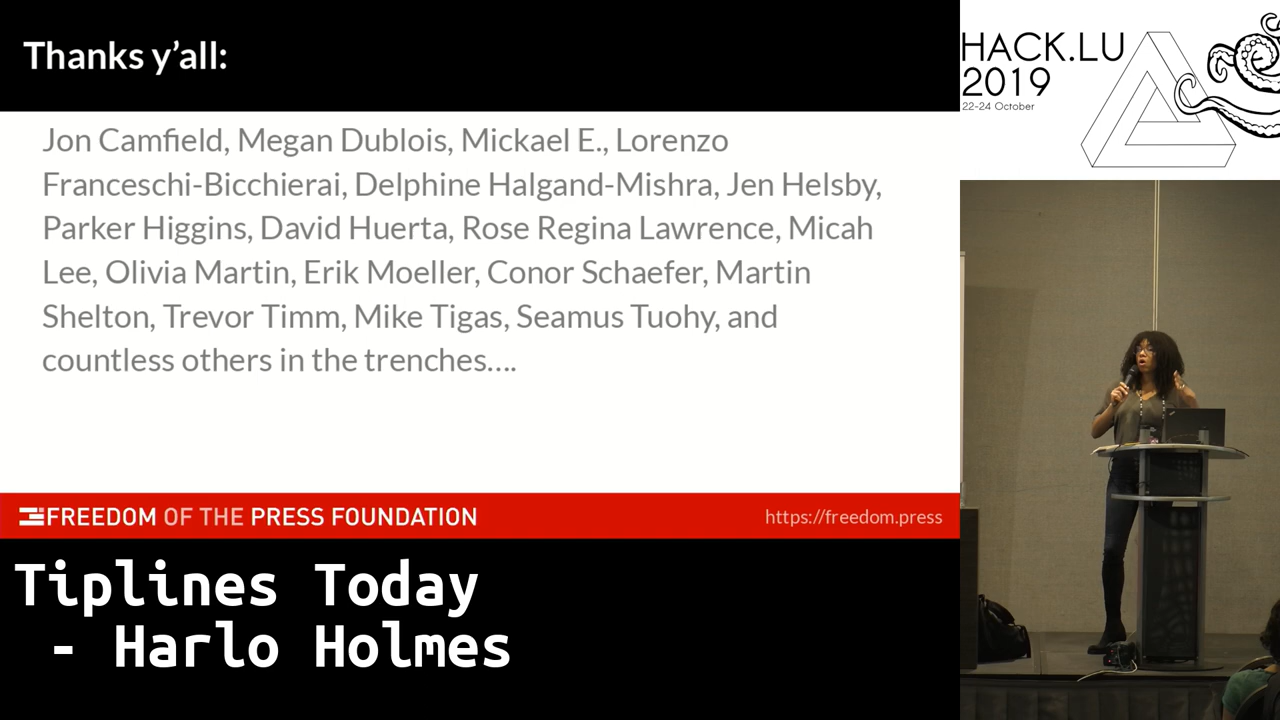 Thanks y’all:
Jon Camfield, Megan Dublois, Mickael E., Lorenzo
Franceschi-Bicchierai, Delphine Halgand-Mishra, Jen Helsby,
Parker Higgins, David Huerta, Rose Regina Lawrence, Micah
Lee, Olivia Martin, Erik Moeller, Conor Schaefer, Martin
Shelton, Trevor Timm, Mike Tigas, Seamus Tuohy, and
countless others in the trenches....
FREEDOM OF THE PRESS FOUNDATION
https://freedom.press
Tiplines Today
- Harlo Holmes
HACK.LU
2019
22-24 October